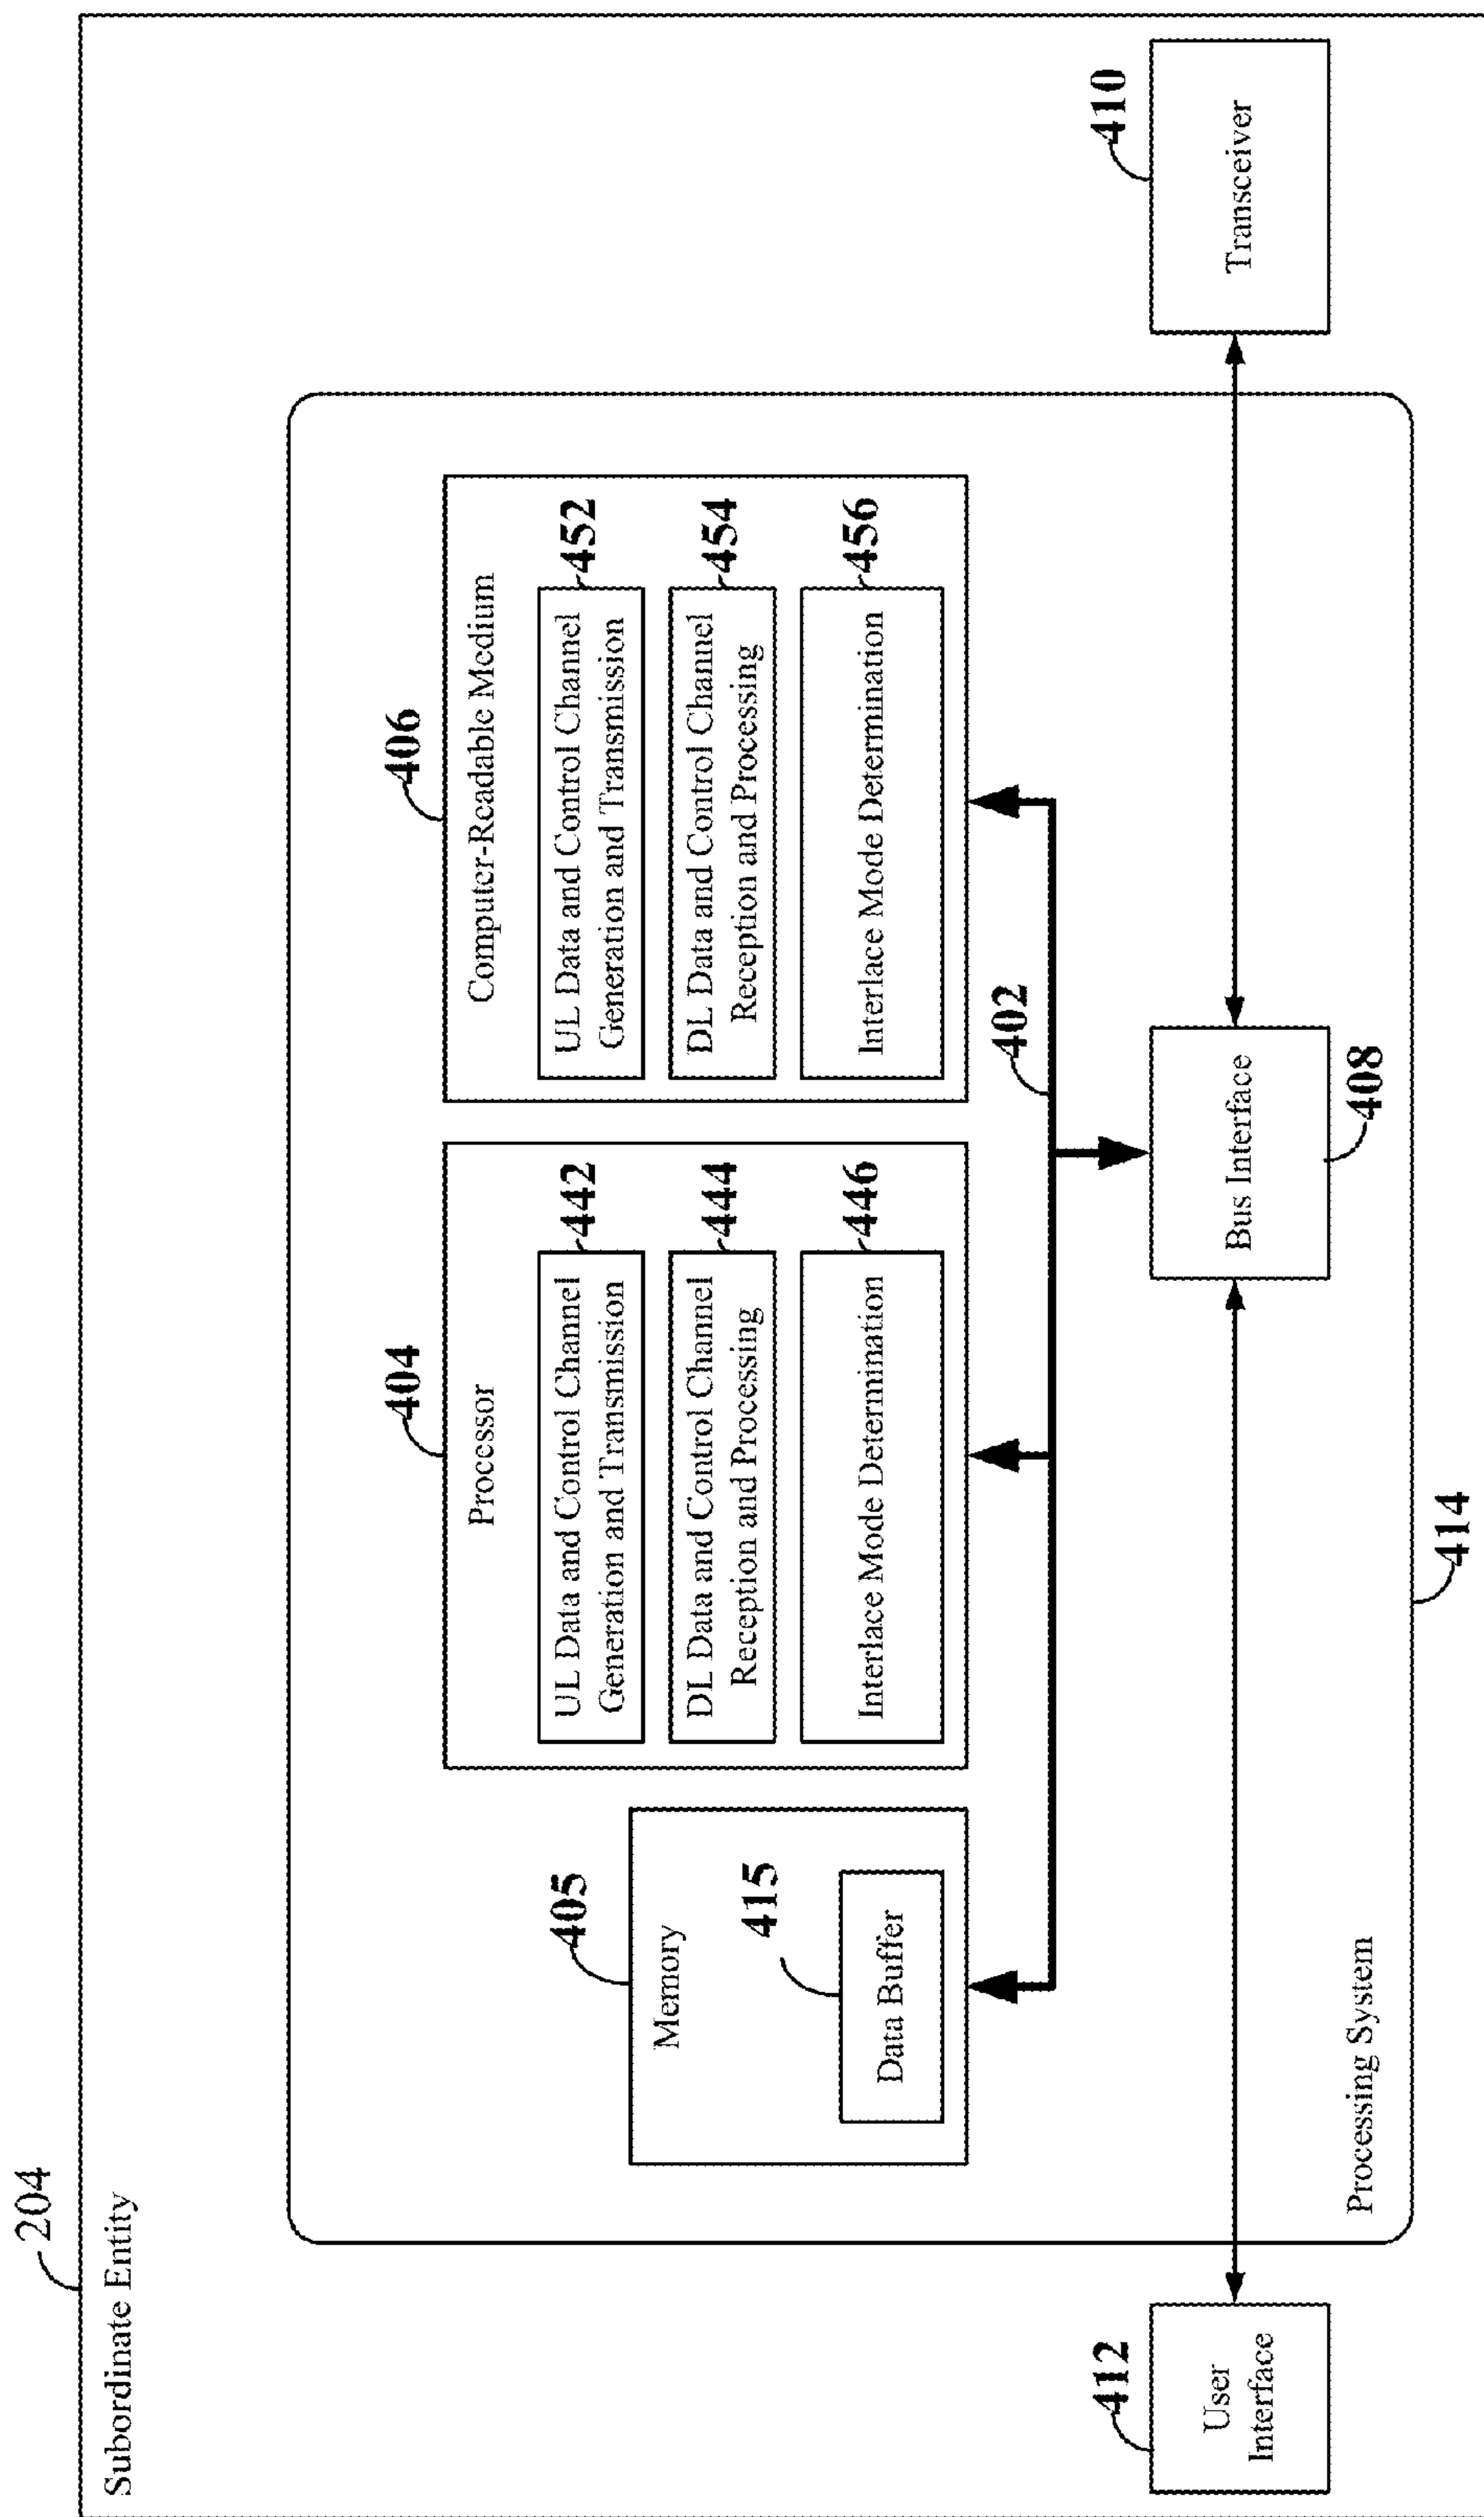 204
Subordinate Entity
405
Memory
415
Data Buffer
404
Processor
UL Data and Control Channel
Generation and Transmission
442
DL Data and Control Channel
Reception and Processing
444
Interlace Mode Determination
446
406
Computer-Readable Medium
UL Data and Control Channel
Generation and Transmission
452
DL Data and Control Channel
Reception and Processing
454
Interlace Mode Determination
456
402
412
User
Interface
Bus Interface
408
410
Transceiver
Processing System
414